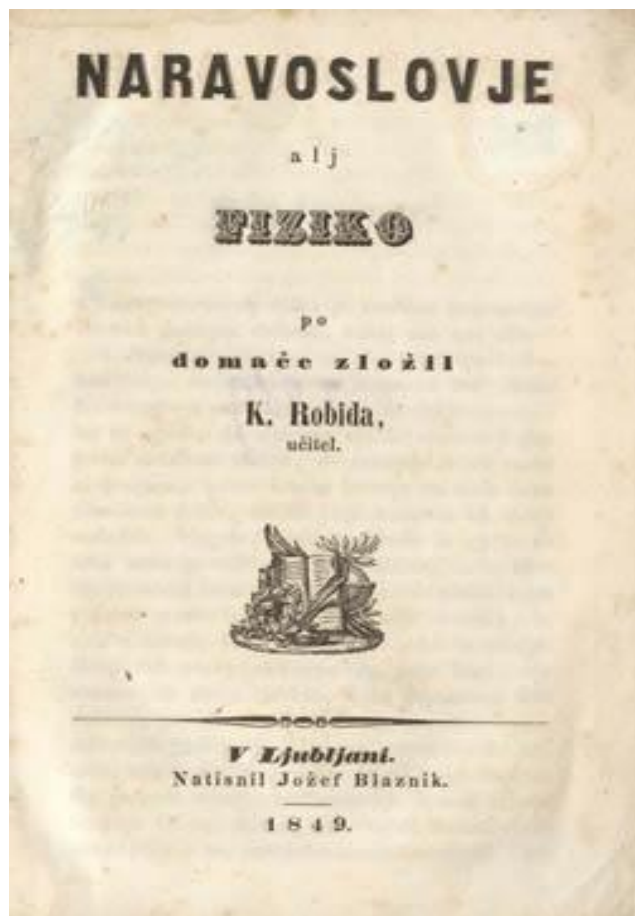 NARAVOSLOVJE
alj
FIZIKO
po
domače zložil
K. Robida,
učitel.
V Ljubljani.
Natisnil Jožef Blaznik.
1849.